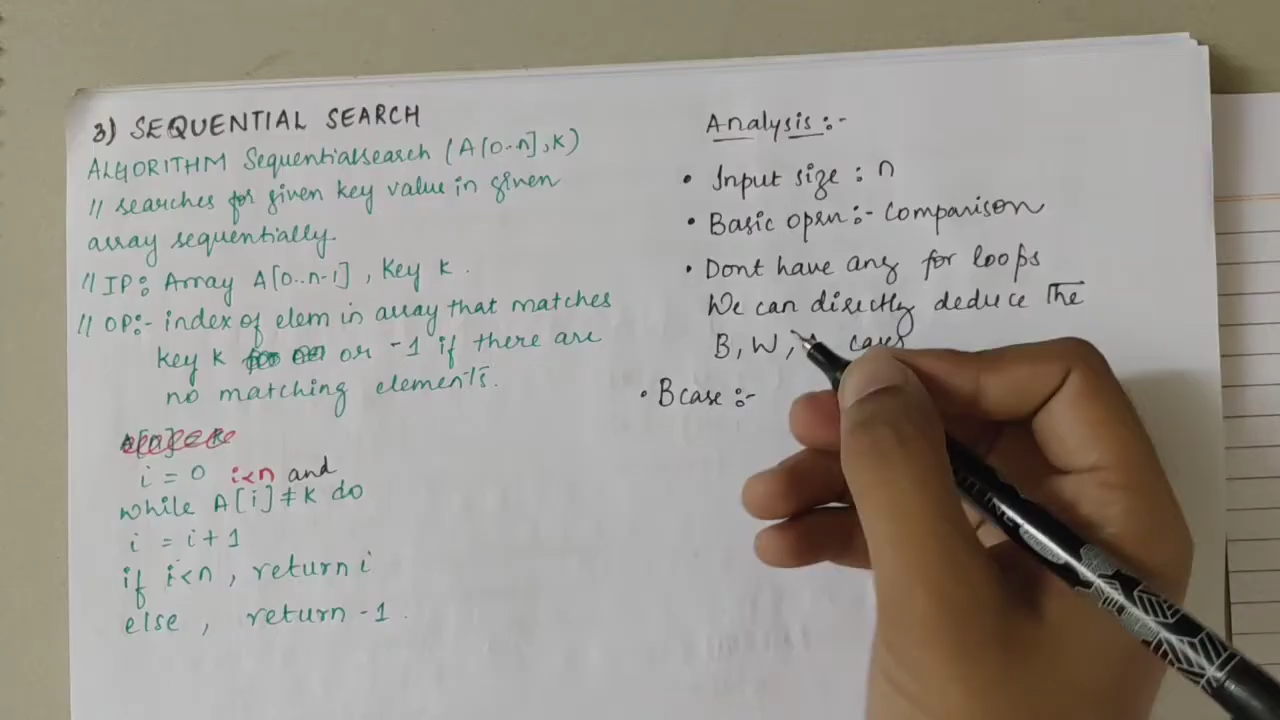 3) SEQUENTIAL SEARCH
ALGORITHM Sequentialsearch (A[0..n], K)
// searches for given key value in given
array sequentially.
// IP: Array A[0..n-1], Key K.
// OP:- index of elem in array that matches
key K or -1 if there are
no matching elements.
i = 0 i<n and
while A[i] ≠ K do
i = i + 1
if i<n, return i
else, return -1.
Analysis :-
• Input size : n
• Basic opsn :- Comparison
• Dont have any for loops
We can directly deduce the
B, W, cases
• B case :-